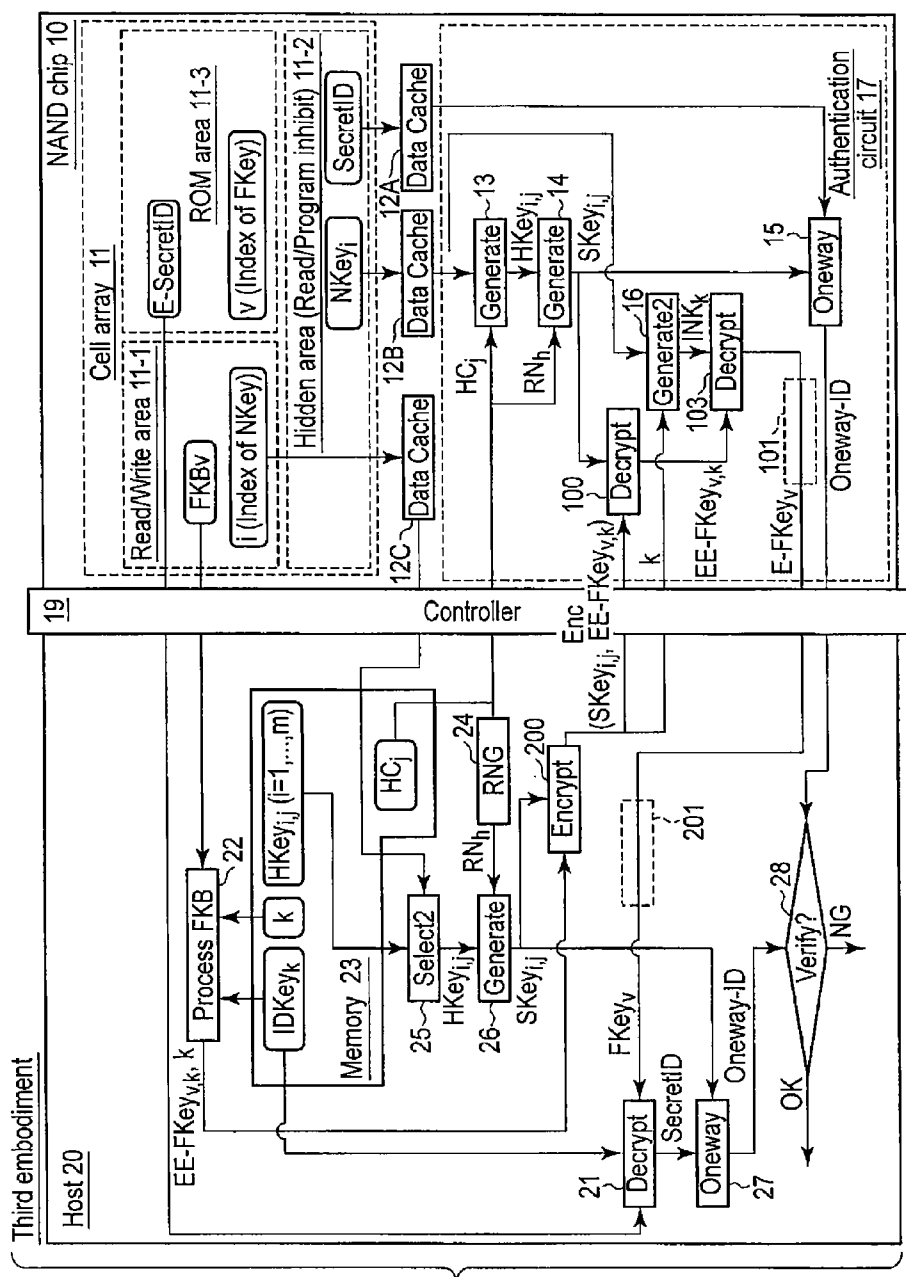 Third embodiment
Host 20
EE-FKeyv,k, k
Process FKB
22
IDKeyk
k
HKeyi,j (i=1,...,m)
Memory 23
HCj
Select2
25
HKeyi,j
RNG
24
RNh
Generate
26
SKeyi,j
Encrypt
200
(SKeyi,j,
Enc
EE-FKeyv,k)
201
FKeyv
Decrypt
21
SecretID
Oneway
27
Oneway-ID
Verify?
28
OK
NG
19
Controller
NAND chip 10
Cell array 11
Read/Write area 11-1
FKBv
i (Index of NKey)
E-SecretID
ROM area 11-3
v (Index of FKey)
Hidden area (Read/Program inhibit) 11-2
NKeyi
SecretID
12C
Data Cache
12B
Data Cache
12A
Data Cache
HCj
Generate
13
HKeyi,j
RNh
Generate
14
SKeyi,j
100
Decrypt
k
16
Generate2
INKk
103
Decrypt
EE-FKeyv,k
101
E-FKeyv
15
Oneway
Oneway-ID
Authentication
circuit 17